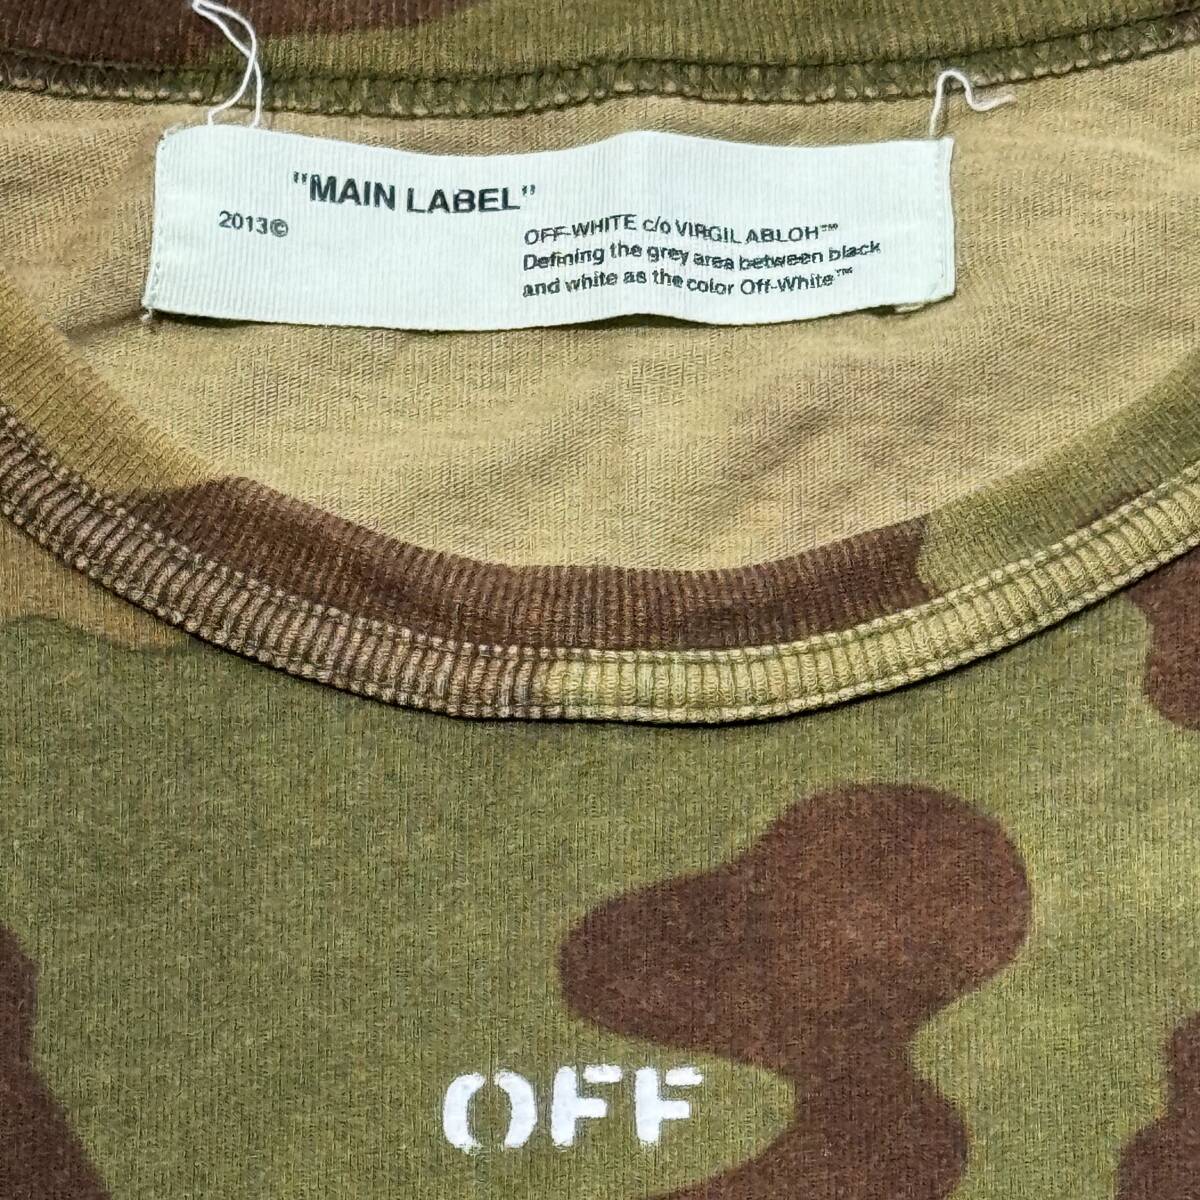 "MAIN LABEL"
2013©
OFF-WHITE c/o VIRGIL ABLOH™
Defining the grey area between black
and white as the color Off-White™
OFF